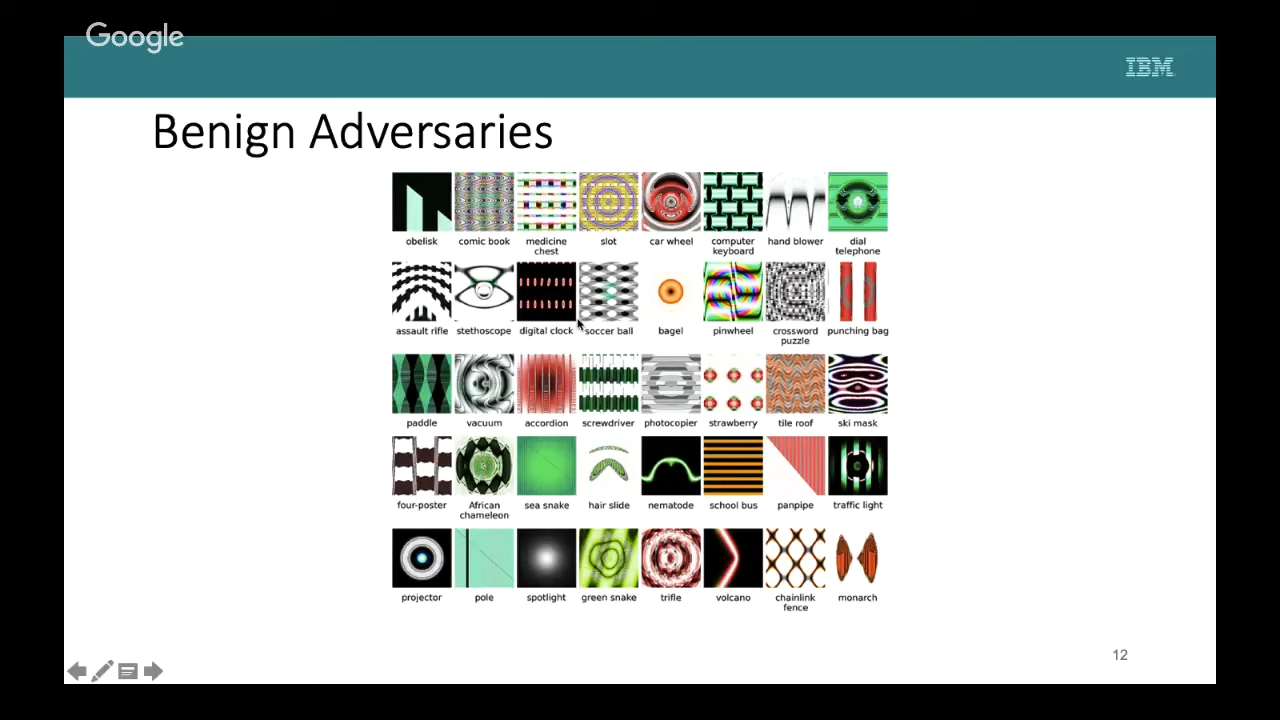 Google
IBM
Benign Adversaries
obelisk comic book medicine slot car wheel computer hand blower dial
chest keyboard telephone
assault rifle stethoscope digital clock soccer ball bagel pinwheel crossword punching bag
puzzle
paddle vacuum accordion screwdriver photocopier strawberry tile roof ski mask
four-poster African sea snake hair slide nematode school bus panpipe traffic light
chameleon
projector pole spotlight green snake trifle volcano chainlink monarch
fence
12